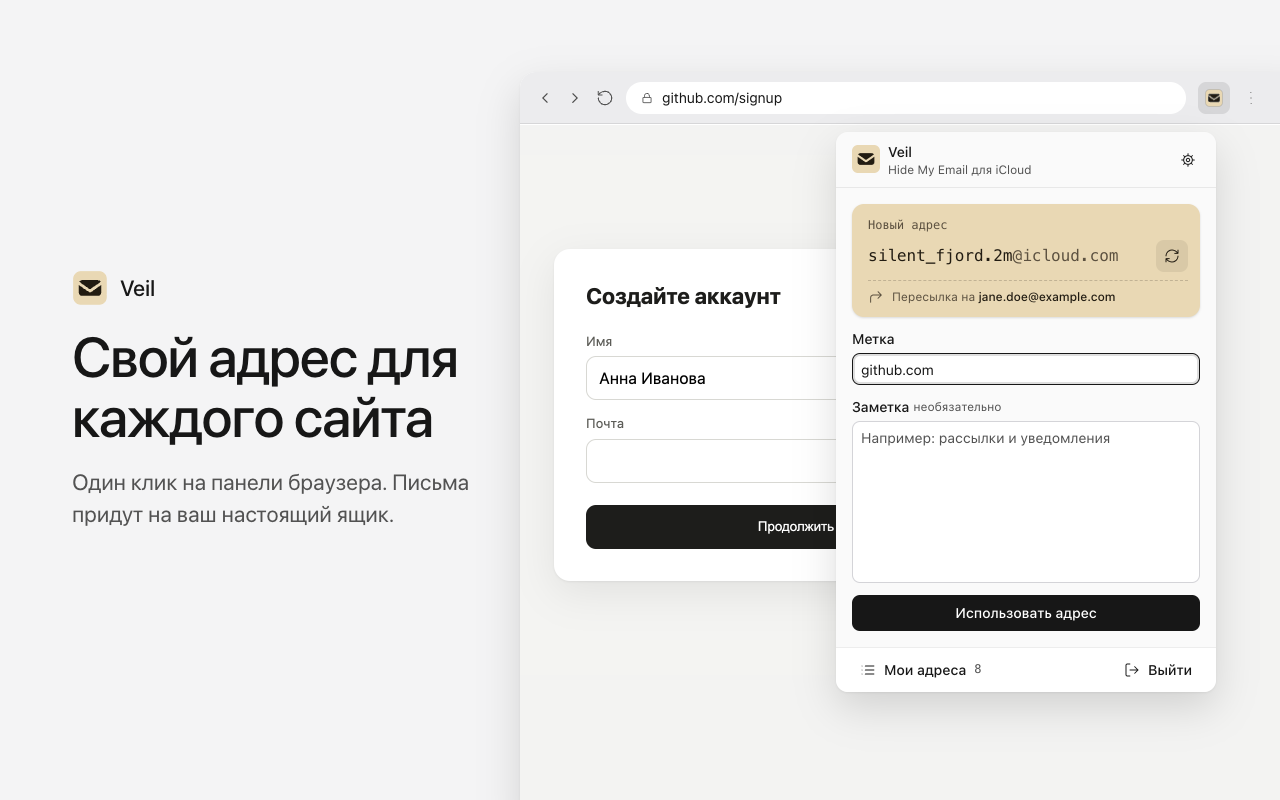 Veil
Свой адрес для
каждого сайта
Один клик на панели браузера. Письма
придут на ваш настоящий ящик.
github.com/signup
Создайте аккаунт
Имя
Анна Иванова
Почта
Продолжить
Veil
Hide My Email для iCloud
Новый адрес
silent_fjord.2m@icloud.com
Пересылка на jane.doe@example.com
Метка
github.com
Заметка необязательно
Например: рассылки и уведомления
Использовать адрес
Мои адреса 8
Выйти